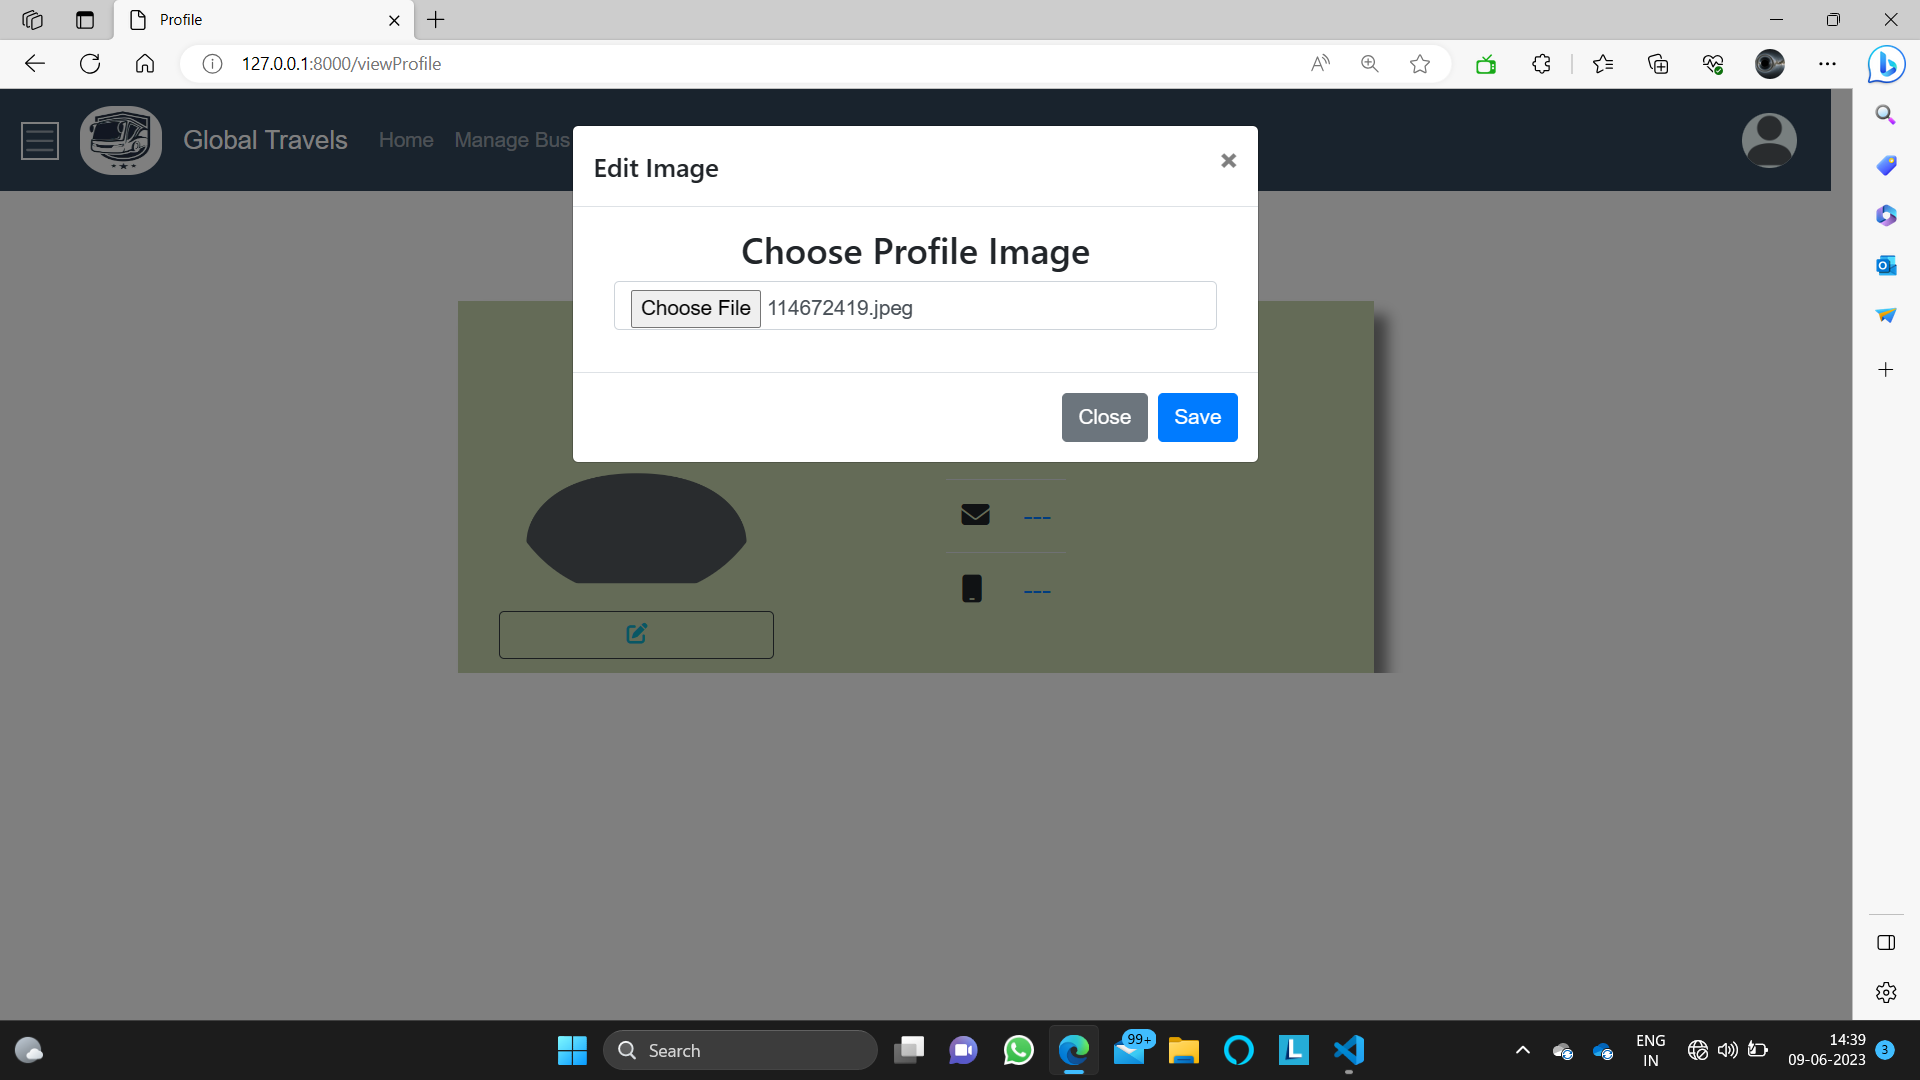 Profile
127.0.0.1:8000/viewProfile
Global Travels Home Manage Bus
Edit Image
Choose Profile Image
Choose File 114672419.jpeg
Close Save
---
---
Search
99+
ENG
IN
14:39
09-06-2023
3